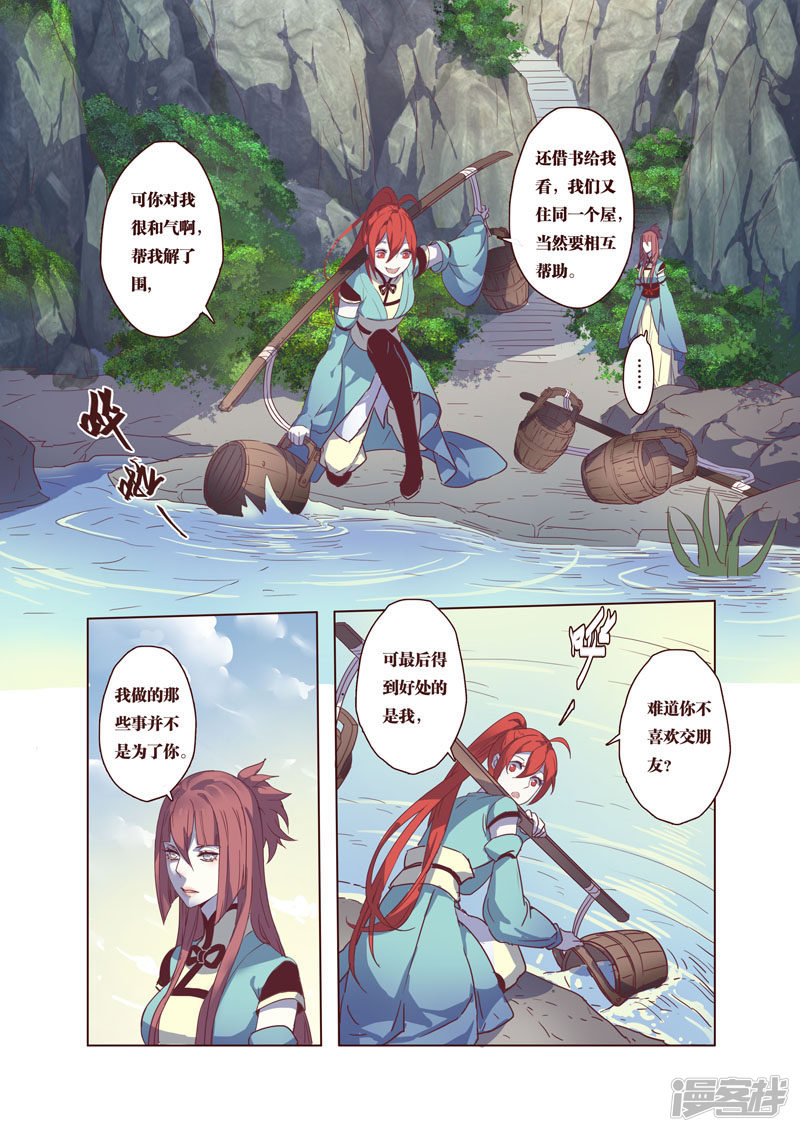 可你对我
很和气啊，
帮我解了
围，
还借书给我
看，我们又
住同一个屋，
当然要相互
帮助。
……
我做的那
些事并不
是为了你。
可最后得
到好处的
是我，
难道你不
喜欢交朋
友？
漫客栈